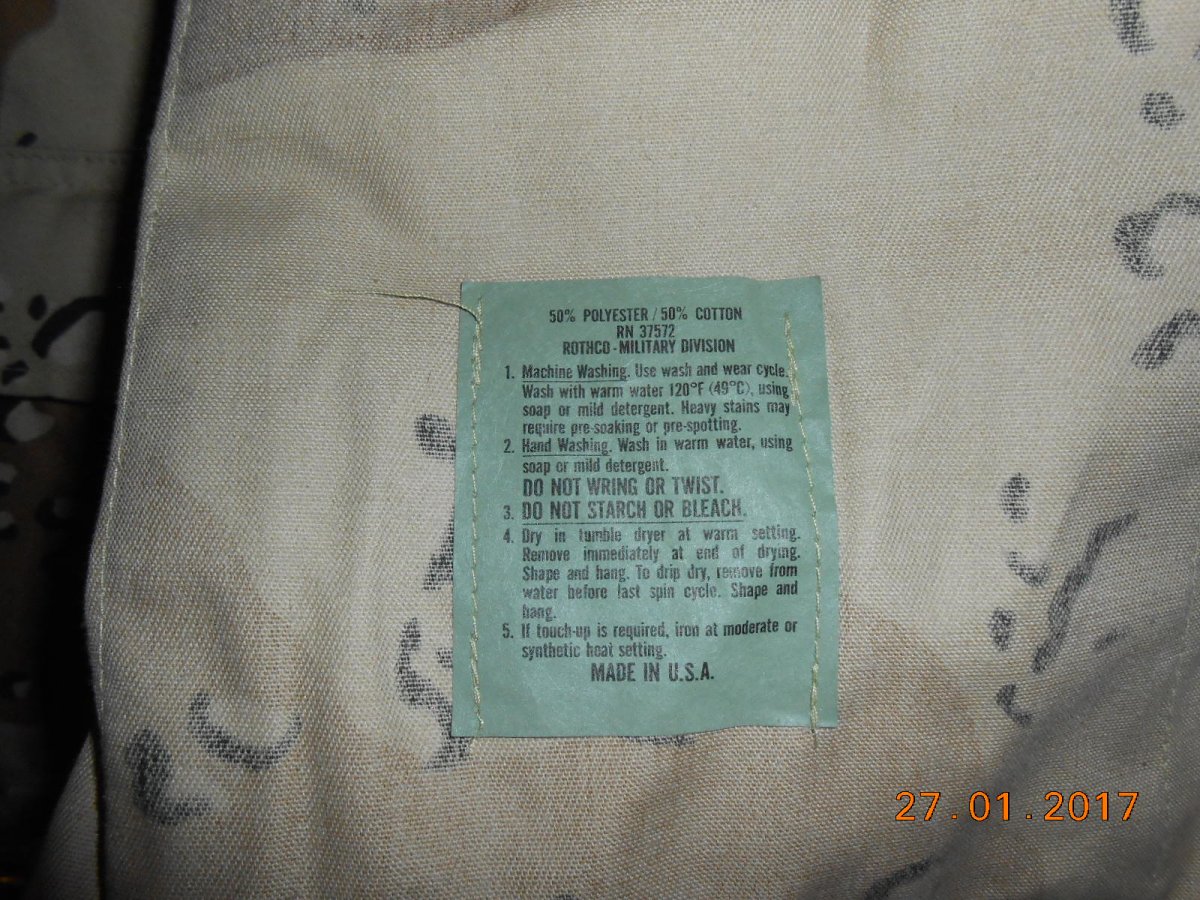 50% POLYESTER / 50% COTTON
RN 37572
ROTHCO - MILITARY DIVISION
1. Machine Washing. Use wash and wear cycle.
Wash with warm water 120°F (49°C), using
soap or mild detergent. Heavy stains may
require pre-soaking or pre-spotting.
2. Hand Washing. Wash in warm water, using
soap or mild detergent.
DO NOT WRING OR TWIST.
3. DO NOT STARCH OR BLEACH.
4. Dry in tumble dryer at warm setting.
Remove immediately at end of drying.
Shape and hang. To drip dry, remove from
water before last spin cycle. Shape and
hang.
5. If touch-up is required, iron at moderate or
synthetic heat setting.
MADE IN U.S.A.
27.01.2017